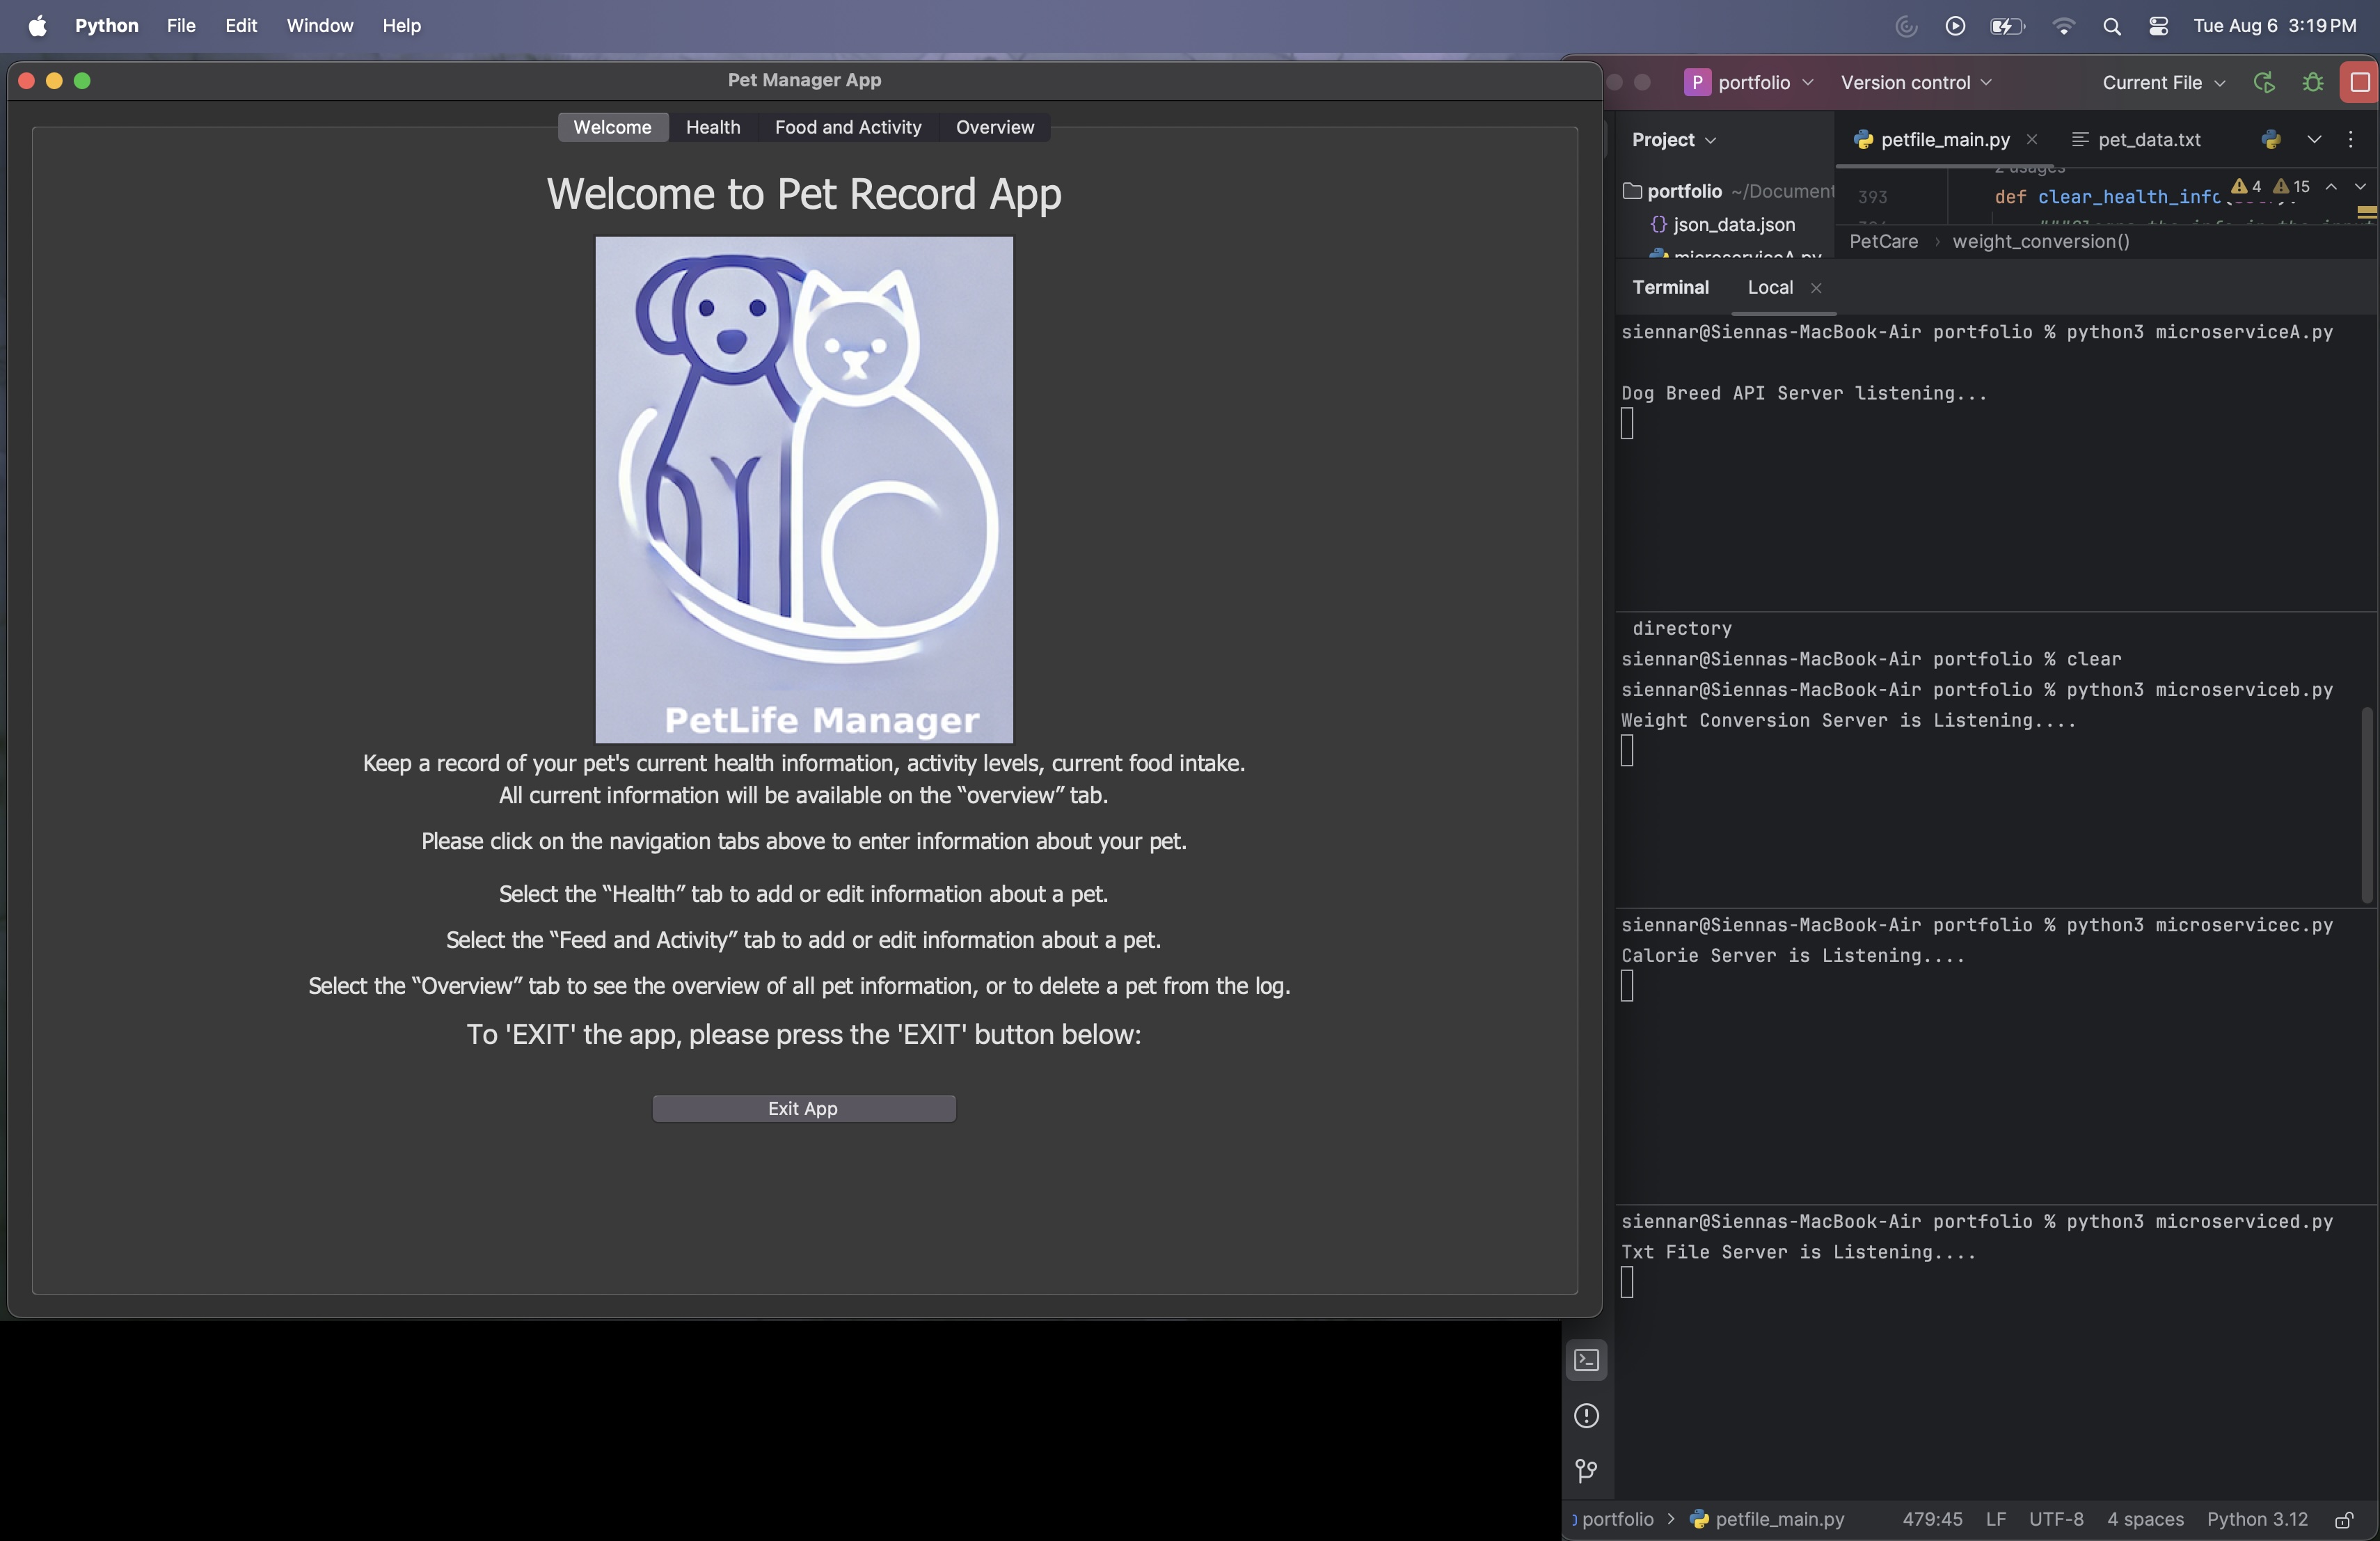 Python File Edit Window Help
Tue Aug 6 3:19 PM
Pet Manager App
Welcome Health Food and Activity Overview
Welcome to Pet Record App
PetLife Manager
Keep a record of your pet's current health information, activity levels, current food intake.
All current information will be available on the “overview” tab.
Please click on the navigation tabs above to enter information about your pet.
Select the “Health” tab to add or edit information about a pet.
Select the “Feed and Activity” tab to add or edit information about a pet.
Select the “Overview” tab to see the overview of all pet information, or to delete a pet from the log.
To 'EXIT' the app, please press the 'EXIT' button below:
Exit App
P portfolio Version control Current File
Project petfile_main.py pet_data.txt
2 usages
portfolio ~/Document 393 def clear_health_info 4 15
{} json_data.json
microserviceA.py PetCare › weight_conversion()
Terminal Local
siennar@Siennas-MacBook-Air portfolio % python3 microserviceA.py
Dog Breed API Server listening...
directory
siennar@Siennas-MacBook-Air portfolio % clear
siennar@Siennas-MacBook-Air portfolio % python3 microserviceb.py
Weight Conversion Server is Listening....
siennar@Siennas-MacBook-Air portfolio % python3 microservicec.py
Calorie Server is Listening....
siennar@Siennas-MacBook-Air portfolio % python3 microserviced.py
Txt File Server is Listening....
portfolio > petfile_main.py 479:45 LF UTF-8 4 spaces Python 3.12